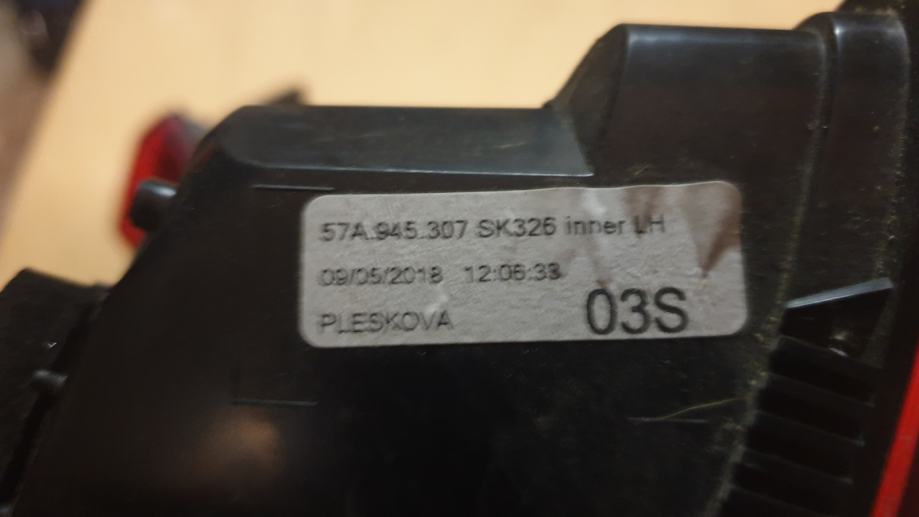 57A.945.307 SK326 inner LH
09/05/2018 12:06:33
PLESKOVA 03S